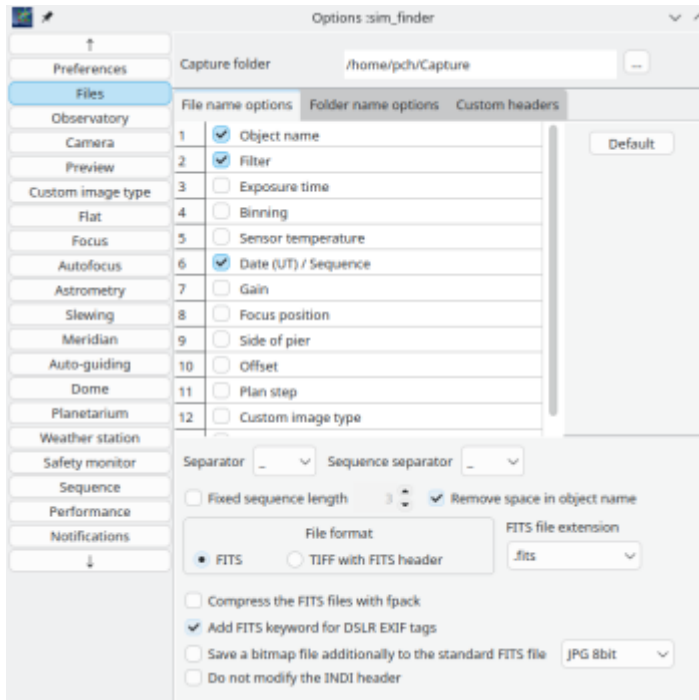 Options :sim_finder
↑
Preferences
Files
Observatory
Camera
Preview
Custom image type
Flat
Focus
Autofocus
Astrometry
Slewing
Meridian
Auto-guiding
Dome
Planetarium
Weather station
Safety monitor
Sequence
Performance
Notifications
↓
Capture folder /home/pch/Capture ...
File name options Folder name options Custom headers
1 Object name
2 Filter
3 Exposure time
4 Binning
5 Sensor temperature
6 Date (UT) / Sequence
7 Gain
8 Focus position
9 Side of pier
10 Offset
11 Plan step
12 Custom image type
Default
Separator _ Sequence separator _
Fixed sequence length 3 Remove space in object name
File format
FITS TIFF with FITS header
FITS file extension
.fits
Compress the FITS files with fpack
Add FITS keyword for DSLR EXIF tags
Save a bitmap file additionally to the standard FITS file JPG 8bit
Do not modify the INDI header